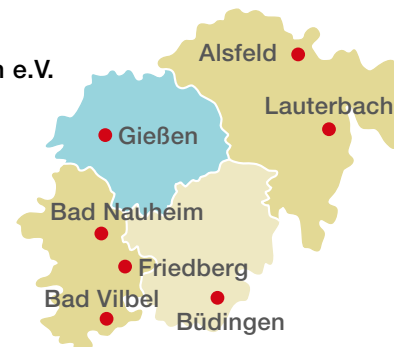 Alsfeld
e.V.
Lauterbach
Gießen
Bad Nauheim
Friedberg
Bad Vilbel
Büdingen